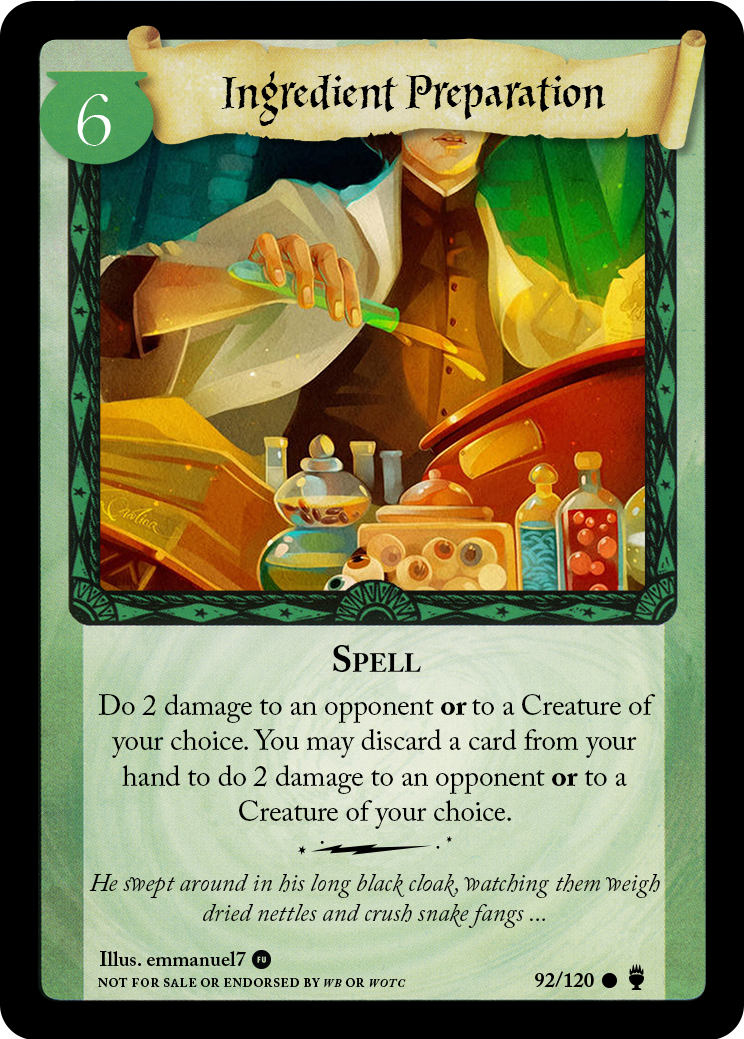 Ingredient Preparation
6
SPELL
Do 2 damage to an opponent or to a Creature of
your choice. You may discard a card from your
hand to do 2 damage to an opponent or to a
Creature of your choice.
He swept around in his long black cloak, watching them weigh
dried nettles and crush snake fangs ...
Illus. emmanuel7 FU
NOT FOR SALE OR ENDORSED BY WB OR WOTC
92/120